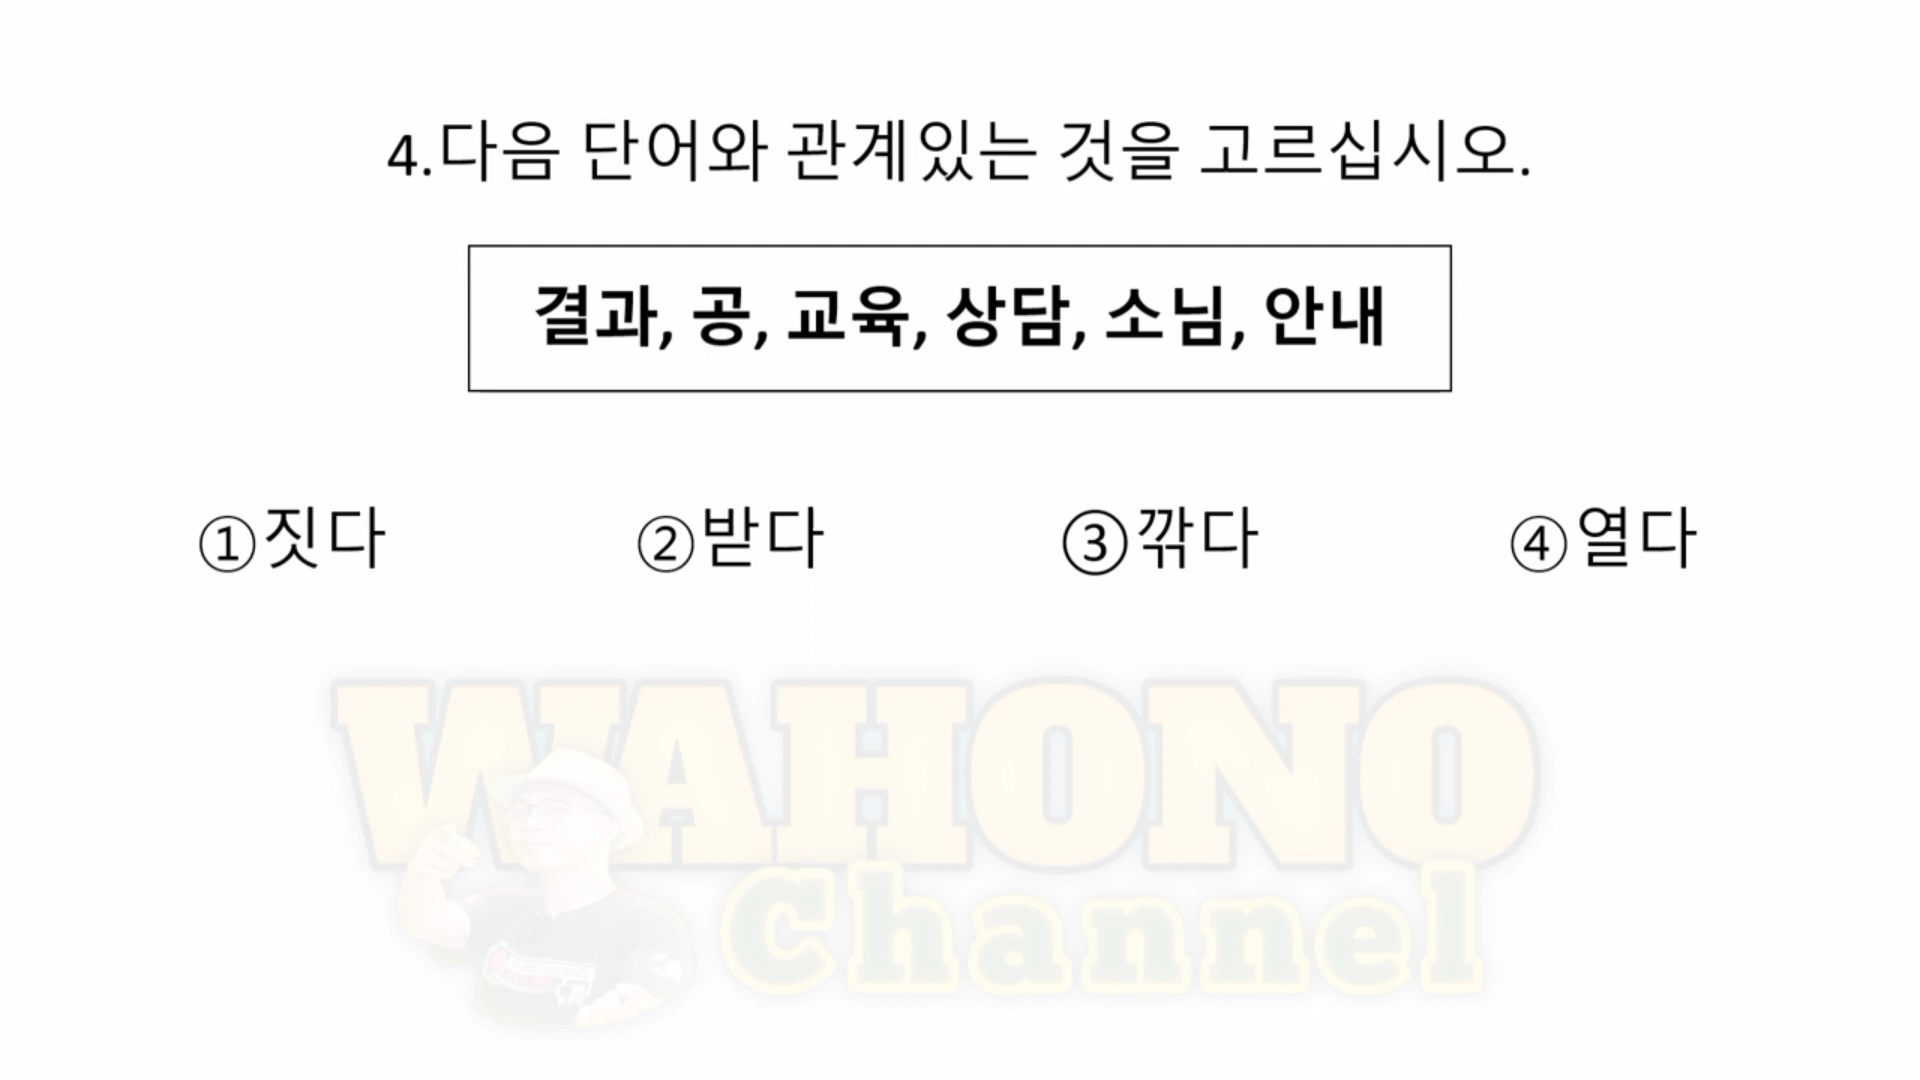 4.다음 단어와 관계있는 것을 고르십시오.
결과, 공, 교육, 상담, 소님, 안내
①짓다 ②받다 ③깎다 ④열다
WAHONO
Channel